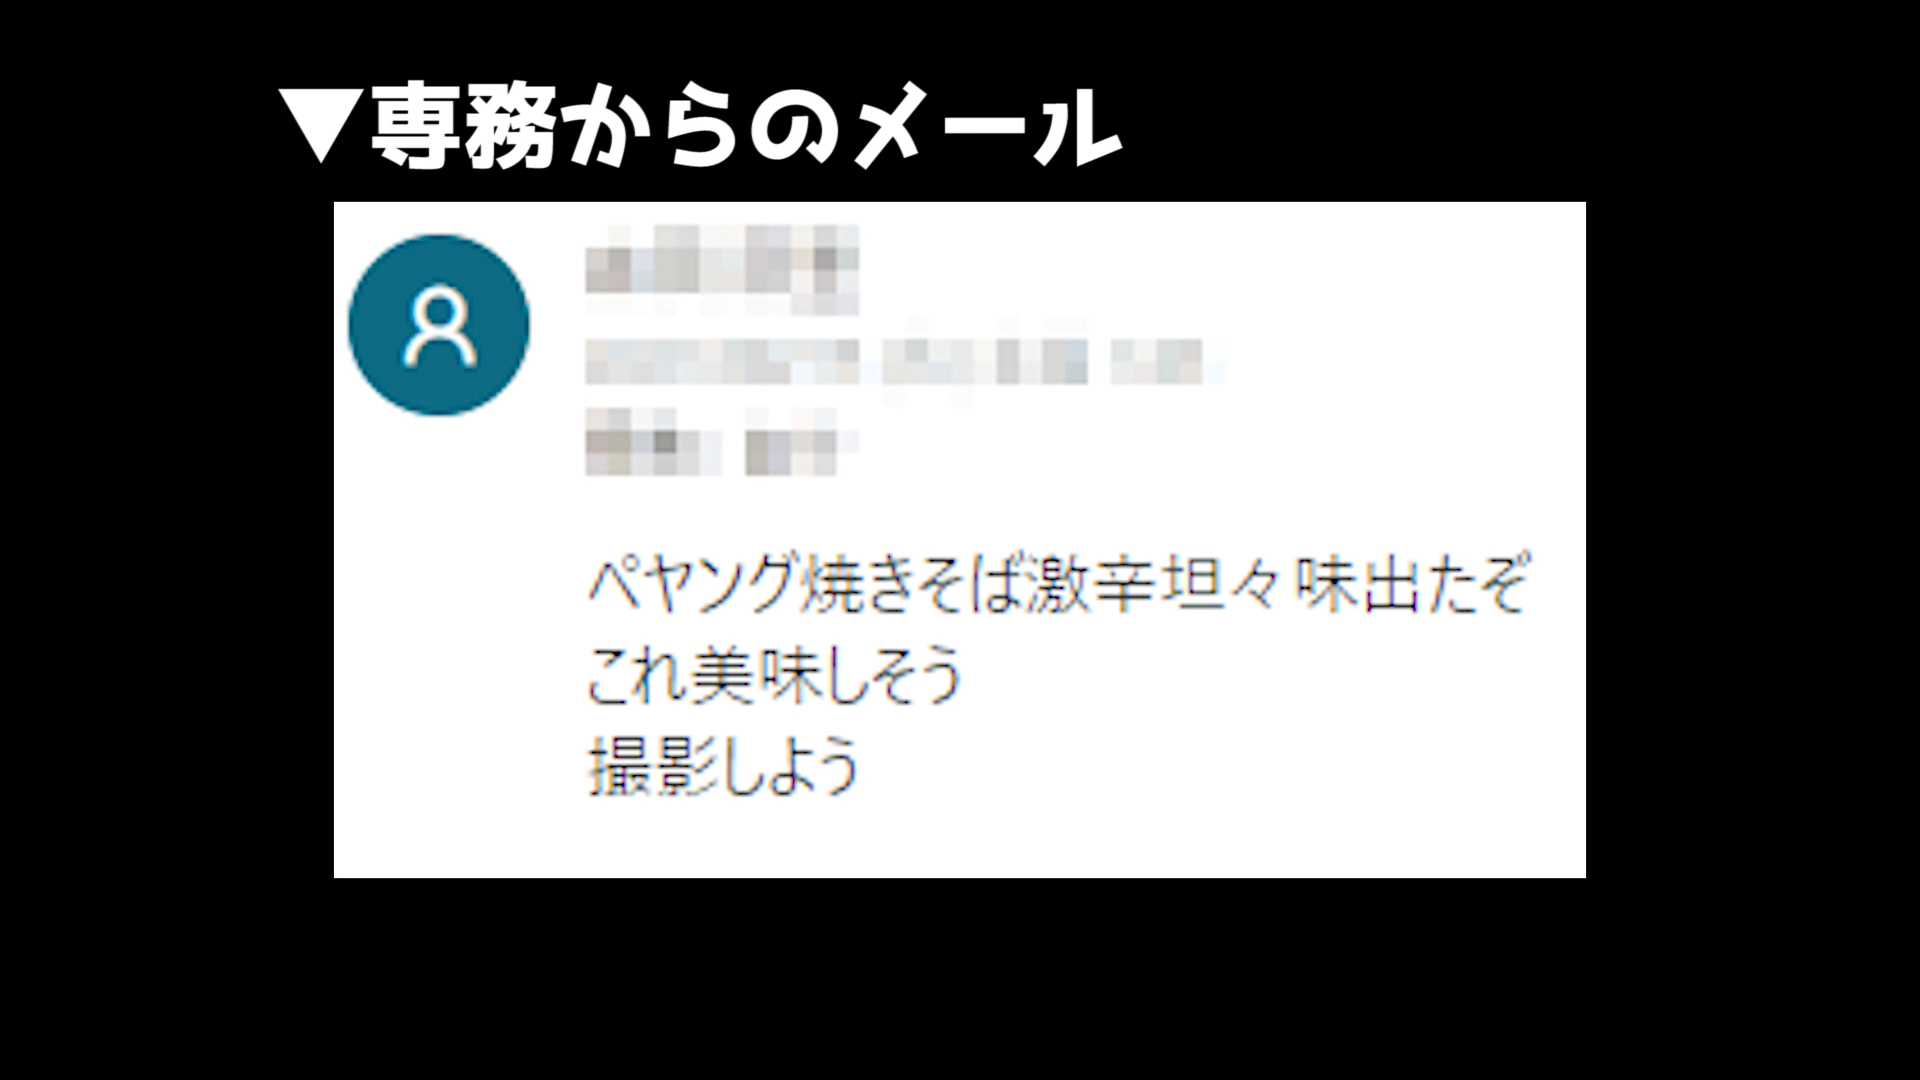 ▼専務からのメール
ペヤング焼きそば激辛坦々味出たぞ
これ美味しそう
撮影しよう